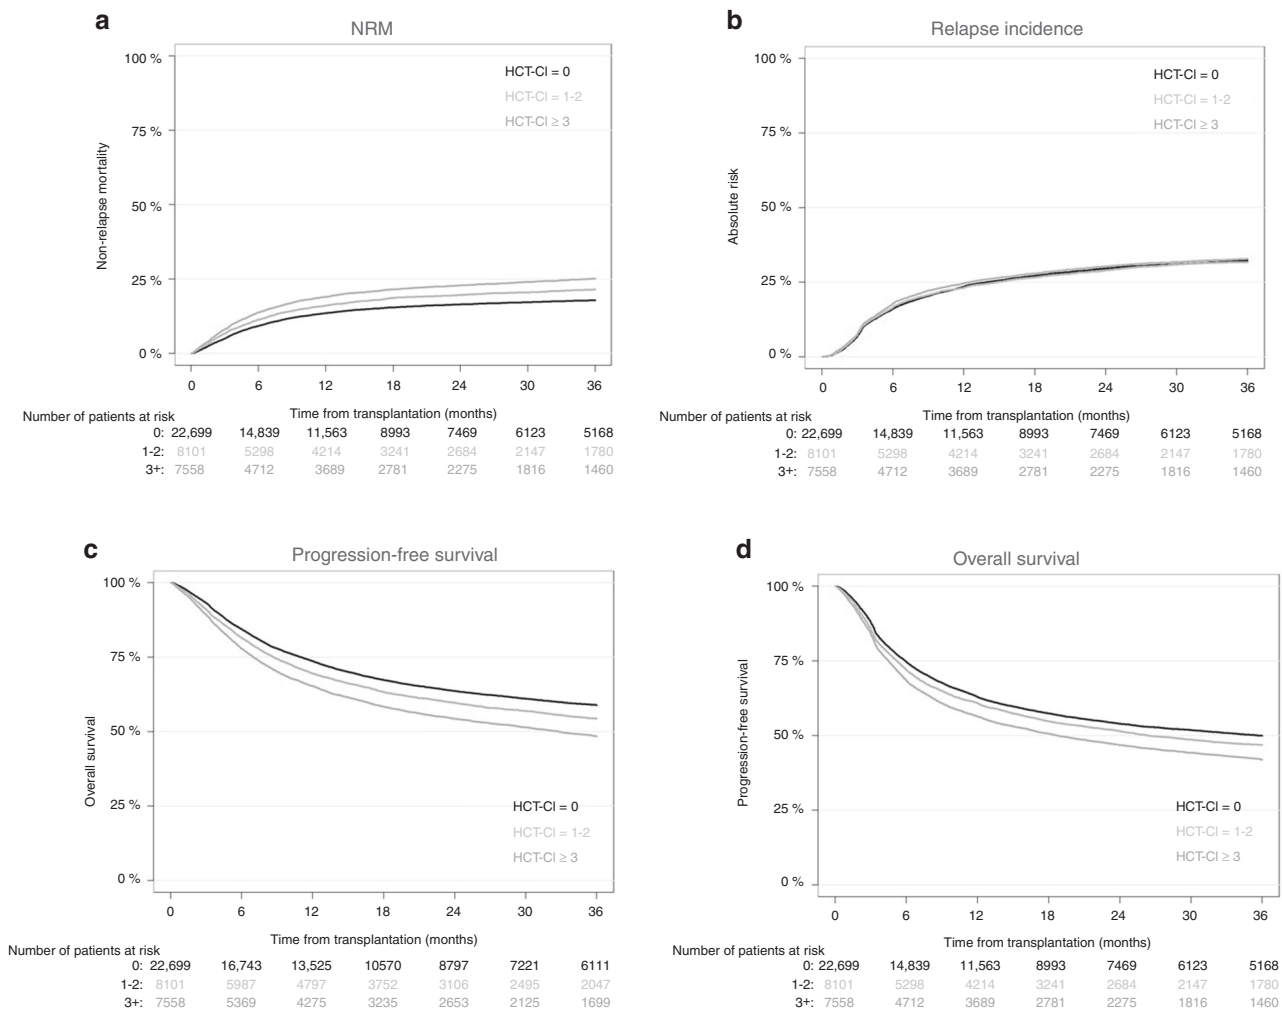 a
NRM
100 %
75 %
50 %
25 %
0 %
Non-relapse mortality
HCT-CI = 0
HCT-CI = 1-2
HCT-CI ≥ 3
0 6 12 18 24 30 36
Time from transplantation (months)
Number of patients at risk
0: 22,699 14,839 11,563 8993 7469 6123 5168
1-2: 8101 5298 4214 3241 2684 2147 1780
3+: 7558 4712 3689 2781 2275 1816 1460
b
Relapse incidence
100 %
75 %
50 %
25 %
0 %
Absolute risk
HCT-CI = 0
HCT-CI = 1-2
HCT-CI ≥ 3
0 6 12 18 24 30 36
Time from transplantation (months)
Number of patients at risk
0: 22,699 14,839 11,563 8993 7469 6123 5168
1-2: 8101 5298 4214 3241 2684 2147 1780
3+: 7558 4712 3689 2781 2275 1816 1460
c
Progression-free survival
100 %
75 %
50 %
25 %
0 %
Overall survival
HCT-CI = 0
HCT-CI = 1-2
HCT-CI ≥ 3
0 6 12 18 24 30 36
Time from transplantation (months)
Number of patients at risk
0: 22,699 16,743 13,525 10570 8797 7221 6111
1-2: 8101 5987 4797 3752 3106 2495 2047
3+: 7558 5369 4275 3235 2653 2125 1699
d
Overall survival
100 %
75 %
50 %
25 %
0 %
Progression-free survival
HCT-CI = 0
HCT-CI = 1-2
HCT-CI ≥ 3
0 6 12 18 24 30 36
Time from transplantation (months)
Number of patients at risk
0: 22,699 14,839 11,563 8993 7469 6123 5168
1-2: 8101 5298 4214 3241 2684 2147 1780
3+: 7558 4712 3689 2781 2275 1816 1460